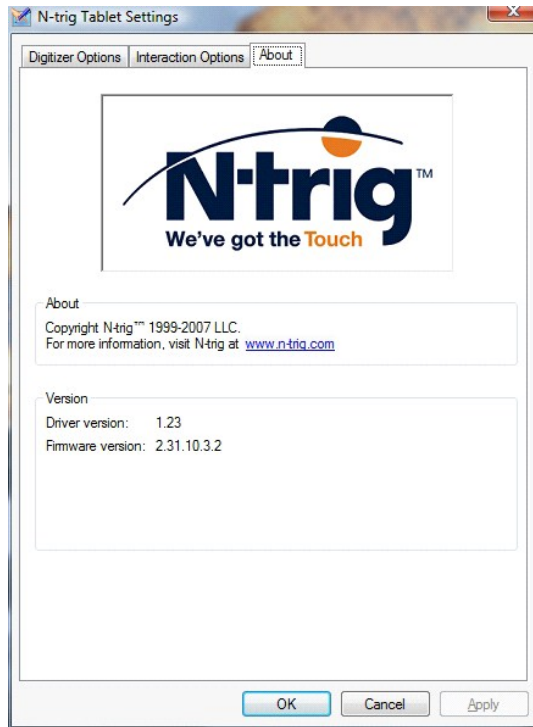 N-trig Tablet Settings
X
Digitizer Options Interaction Options About
N-trig™
We've got the Touch
About
Copyright N-trig™ 1999-2007 LLC.
For more information, visit N-trig at www.n-trig.com
Version
Driver version: 1.23
Firmware version: 2.31.10.3.2
OK Cancel Apply